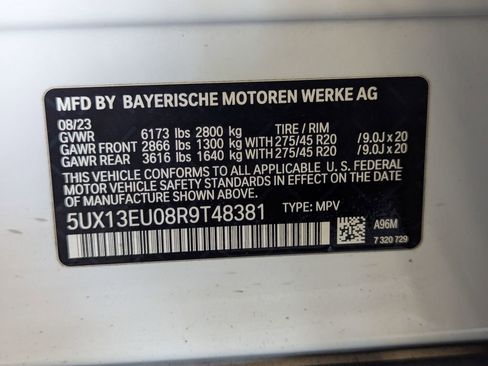 MFD BY BAYERISCHE MOTOREN WERKE AG
08/23
GVWR 6173 lbs 2800 kg TIRE / RIM
GAWR FRONT 2866 lbs 1300 kg WITH 275/45 R20 /9.0J x 20
GAWR REAR 3616 lbs 1640 kg WITH 275/45 R20 /9.0J x 20
THIS VEHICLE CONFORMS TO ALL APPLICABLE U.S. FEDERAL
MOTOR VEHICLE SAFETY STANDARDS IN EFFECT ON THE DATE
OF MANUFACTURE SHOWN ABOVE.
5UX13EU08R9T48381 TYPE: MPV
A96M
7 320 729